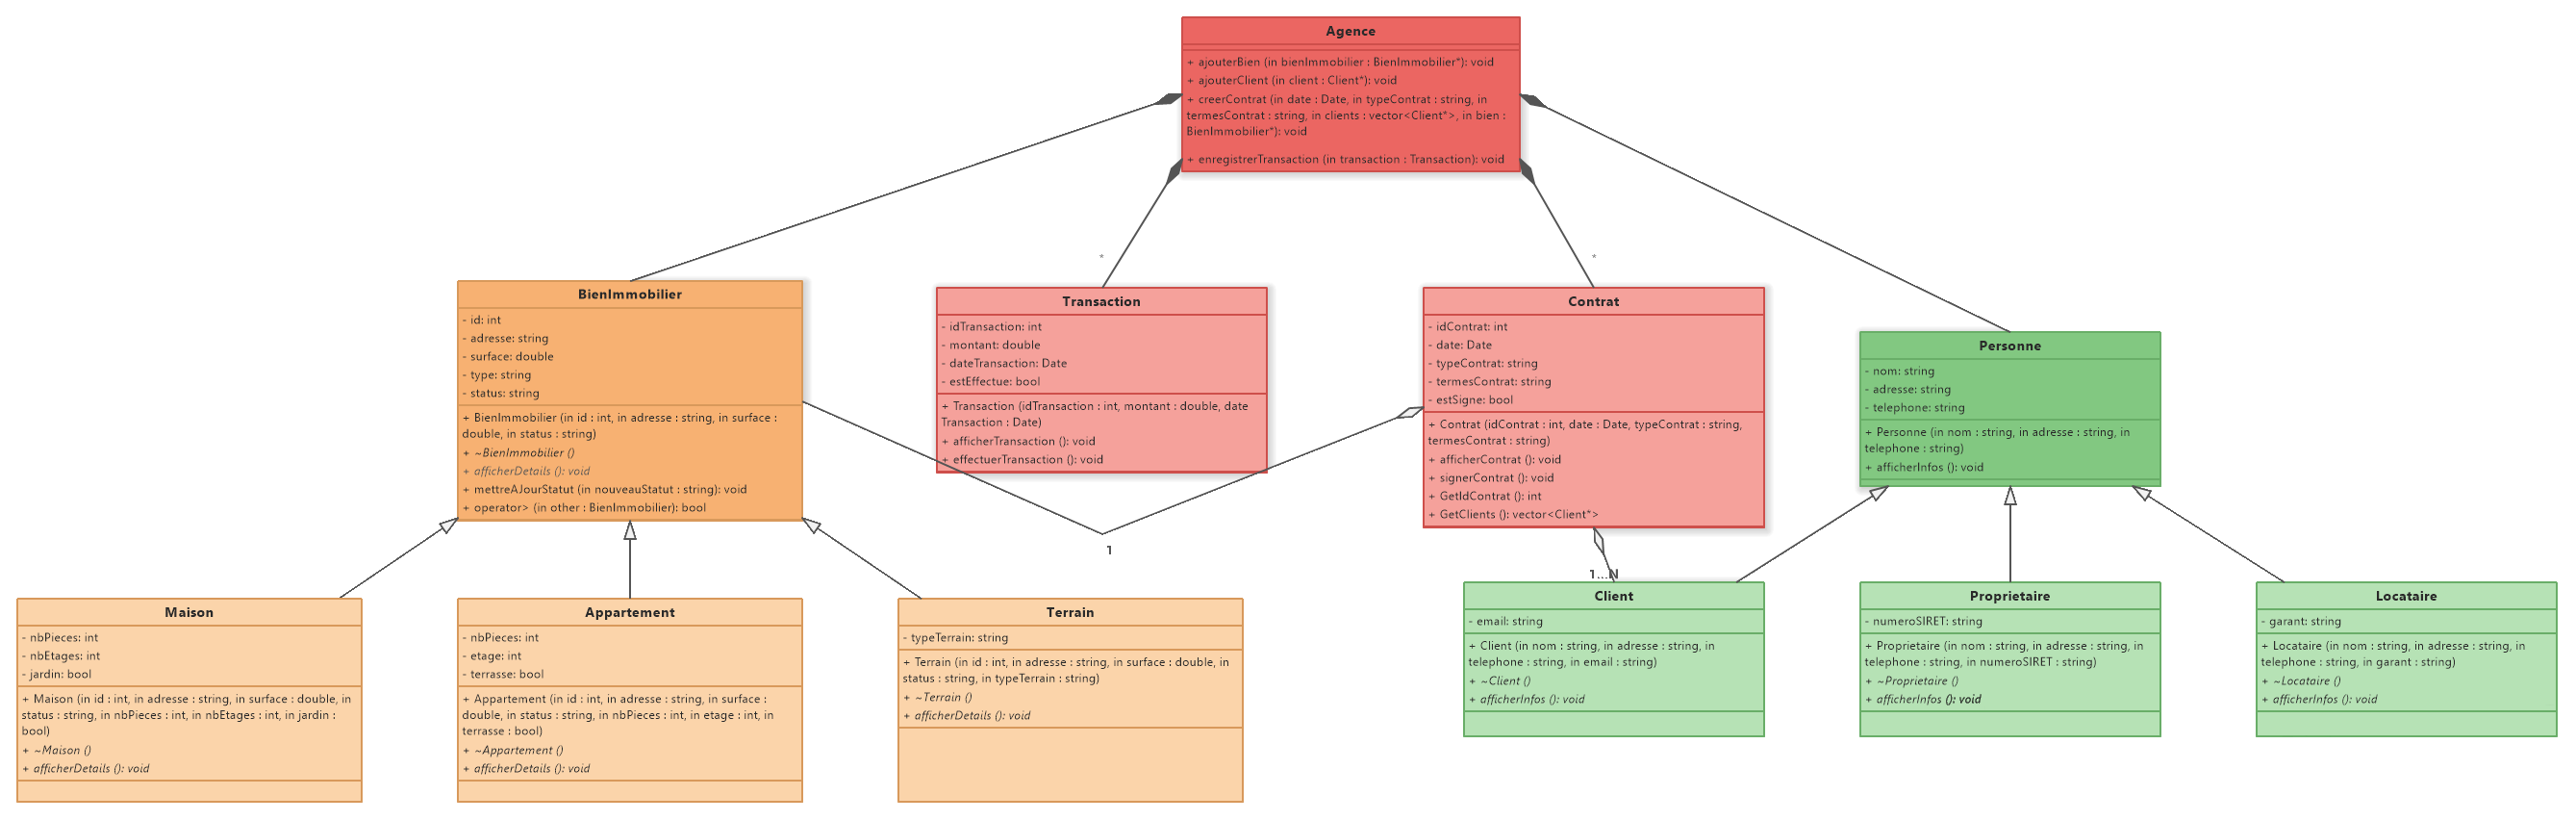 Agence
+ ajouterBien (in bienImmobilier : BienImmobilier*): void
+ ajouterClient (in client : Client*): void
+ creerContrat (in date : Date, in typeContrat : string, in
termesContrat : string, in clients : vector<Client*>, in bien :
BienImmobilier*): void
+ enregistrerTransaction (in transaction : Transaction): void
*
*
BienImmobilier
- id: int
- adresse: string
- surface: double
- type: string
- status: string
+ BienImmobilier (in id : int, in adresse : string, in surface :
double, in status : string)
+ ~BienImmobilier ()
+ afficherDetails (): void
+ mettreAJourStatut (in nouveauStatut : string): void
+ operator> (in other : BienImmobilier): bool
Transaction
- idTransaction: int
- montant: double
- dateTransaction: Date
- estEffectue: bool
+ Transaction (idTransaction : int, montant : double, date
Transaction : Date)
+ afficherTransaction (): void
+ effectuerTransaction (): void
Contrat
- idContrat: int
- date: Date
- typeContrat: string
- termesContrat: string
- estSigne: bool
+ Contrat (idContrat : int, date : Date, typeContrat : string,
termesContrat : string)
+ afficherContrat (): void
+ signerContrat (): void
+ GetIdContrat (): int
+ GetClients (): vector<Client*>
Personne
- nom: string
- adresse: string
- telephone: string
+ Personne (in nom : string, in adresse : string, in
telephone : string)
+ afficherInfos (): void
1
1...N
Maison
- nbPieces: int
- nbEtages: int
- jardin: bool
+ Maison (in id : int, in adresse : string, in surface : double, in
status : string, in nbPieces : int, in nbEtages : int, in jardin :
bool)
+ ~Maison ()
+ afficherDetails (): void
Appartement
- nbPieces: int
- etage: int
- terrasse: bool
+ Appartement (in id : int, in adresse : string, in surface :
double, in status : string, in nbPieces : int, in etage : int, in
terrasse : bool)
+ ~Appartement ()
+ afficherDetails (): void
Terrain
- typeTerrain: string
+ Terrain (in id : int, in adresse : string, in surface : double, in
status : string, in typeTerrain : string)
+ ~Terrain ()
+ afficherDetails (): void
Client
- email: string
+ Client (in nom : string, in adresse : string, in
telephone : string, in email : string)
+ ~Client ()
+ afficherInfos (): void
Proprietaire
- numeroSIRET: string
+ Proprietaire (in nom : string, in adresse : string, in
telephone : string, in numeroSIRET : string)
+ ~Proprietaire ()
+ afficherInfos (): void
Locataire
- garant: string
+ Locataire (in nom : string, in adresse : string, in
telephone : string, in garant : string)
+ ~Locataire ()
+ afficherInfos (): void